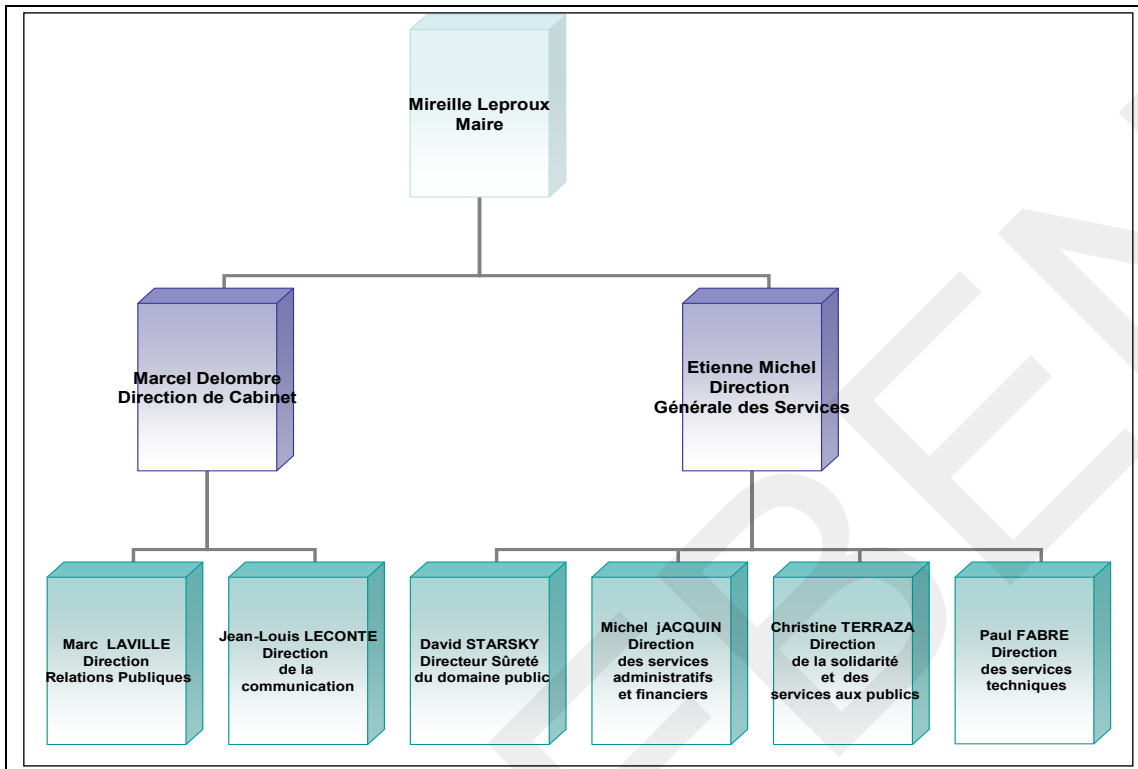 Mireille Leproux
Maire
Marcel Delombre
Direction de Cabinet
Etienne Michel
Direction
Générale des Services
Marc LAVILLE
Direction
Relations Publiques
Jean-Louis LECONTE
Direction
de la
communication
David STARSKY
Directeur Sûreté
du domaine public
Michel jACQUIN
Direction
des services
administratifs
et financiers
Christine TERRAZA
Direction
de la solidarité
et des
services aux publics
Paul FABRE
Direction
des services
techniques